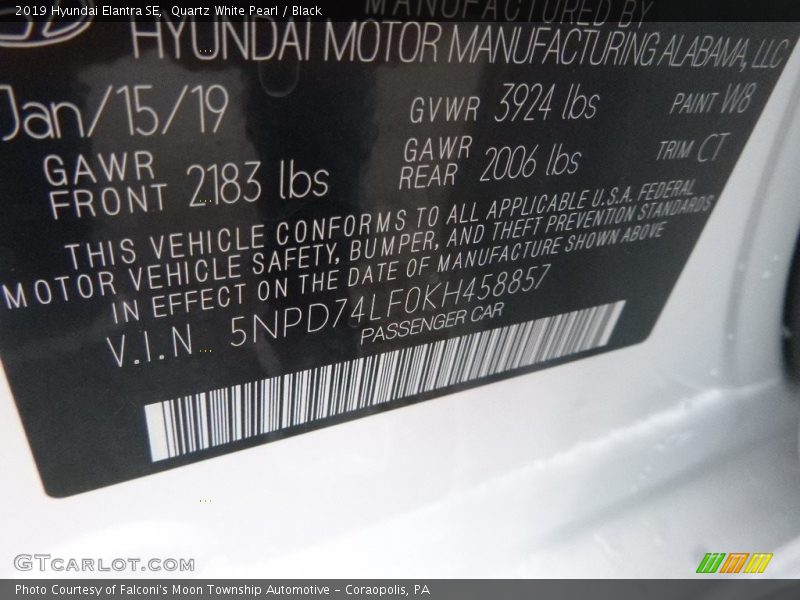 2019 Hyundai Elantra SE, Quartz White Pearl / Black
MANUFACTURED BY
HYUNDAI MOTOR MANUFACTURING ALABAMA, LLC
Jan/15/19 GVWR 3924 lbs PAINT W8
GAWR FRONT 2183 lbs GAWR REAR 2006 lbs TRIM CT
THIS VEHICLE CONFORMS TO ALL APPLICABLE U.S.A. FEDERAL
MOTOR VEHICLE SAFETY, BUMPER, AND THEFT PREVENTION STANDARDS
IN EFFECT ON THE DATE OF MANUFACTURE SHOWN ABOVE
V.I.N 5NPD74LF0KH458857
PASSENGER CAR
GTCARLOT.COM
Photo Courtesy of Falconi's Moon Township Automotive - Coraopolis, PA